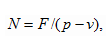 N = F/(p − v),